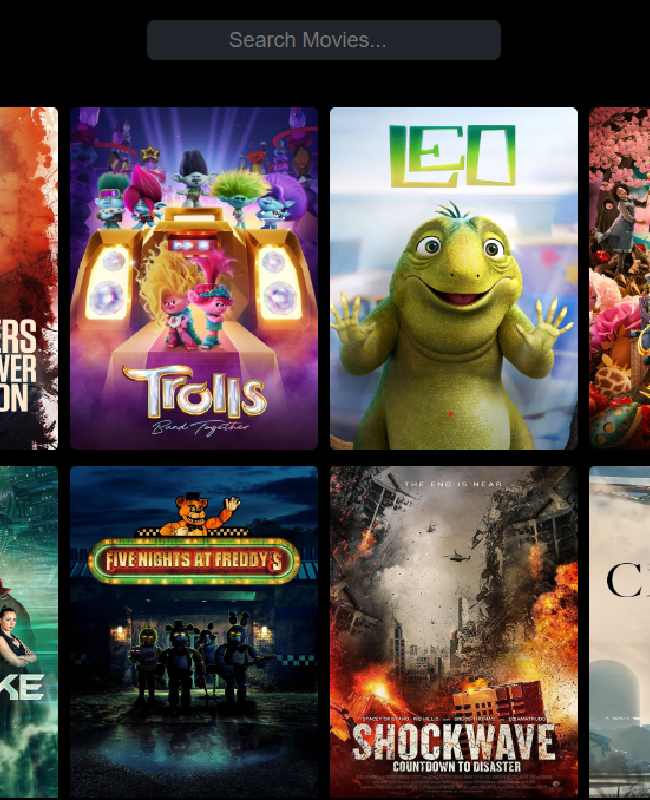 Search Movies...
ERS.
VER
ON
Trolls
Band Together
LEO
KE
FIVE NIGHTS AT FREDDY'S
THE END IS NEAR
SHOCKWAVE
COUNTDOWN TO DISASTER
C